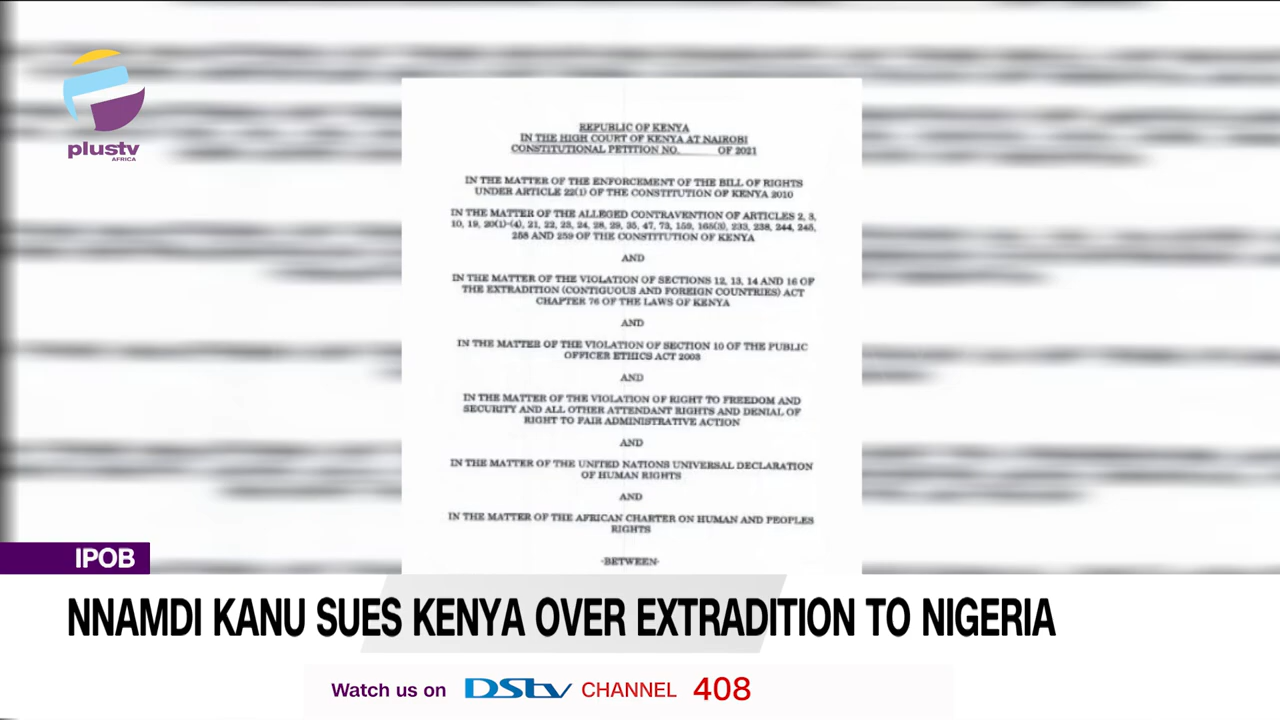 plustv
AFRICA
REPUBLIC OF KENYA
IN THE HIGH COURT OF KENYA AT NAIROBI
CONSTITUTIONAL PETITION NO. ______ OF 2021
IN THE MATTER OF THE ENFORCEMENT OF THE BILL OF RIGHTS
UNDER ARTICLE 22(1) OF THE CONSTITUTION OF KENYA 2010
IN THE MATTER OF THE ALLEGED CONTRAVENTION OF ARTICLES 2, 3,
10, 19, 20(1)-(4), 21, 22, 23, 24, 28, 29, 35, 47, 73, 159, 165(3), 233, 238, 244, 245,
258 AND 259 OF THE CONSTITUTION OF KENYA
AND
IN THE MATTER OF THE VIOLATION OF SECTIONS 12, 13, 14 AND 16 OF
THE EXTRADITION (CONTIGUOUS AND FOREIGN COUNTRIES) ACT
CHAPTER 76 OF THE LAWS OF KENYA
AND
IN THE MATTER OF THE VIOLATION OF SECTION 10 OF THE PUBLIC
OFFICER ETHICS ACT 2003
AND
IN THE MATTER OF THE VIOLATION OF RIGHT TO FREEDOM AND
SECURITY AND ALL OTHER ATTENDANT RIGHTS AND DENIAL OF
RIGHT TO FAIR ADMINISTRATIVE ACTION
AND
IN THE MATTER OF THE UNITED NATIONS UNIVERSAL DECLARATION
OF HUMAN RIGHTS
AND
IN THE MATTER OF THE AFRICAN CHARTER ON HUMAN AND PEOPLES
RIGHTS
-BETWEEN-
IPOB
NNAMDI KANU SUES KENYA OVER EXTRADITION TO NIGERIA
Watch us on DStv CHANNEL 408